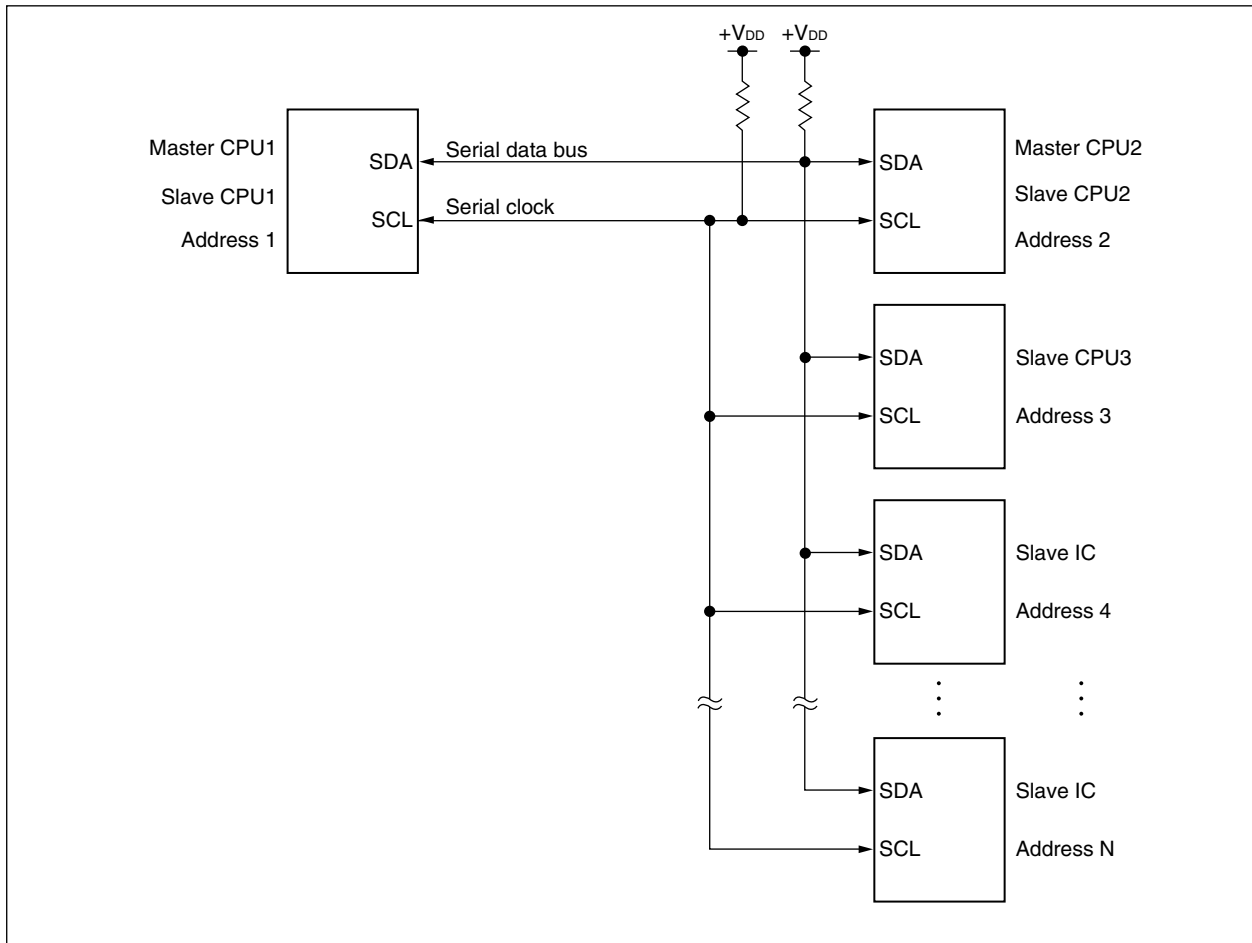 +VDD +VDD
Master CPU1
Slave CPU1
Address 1
SDA
SCL
Serial data bus
Serial clock
SDA
SCL
Master CPU2
Slave CPU2
Address 2
SDA
SCL
Slave CPU3
Address 3
SDA
SCL
Slave IC
Address 4
SDA
SCL
Slave IC
Address N